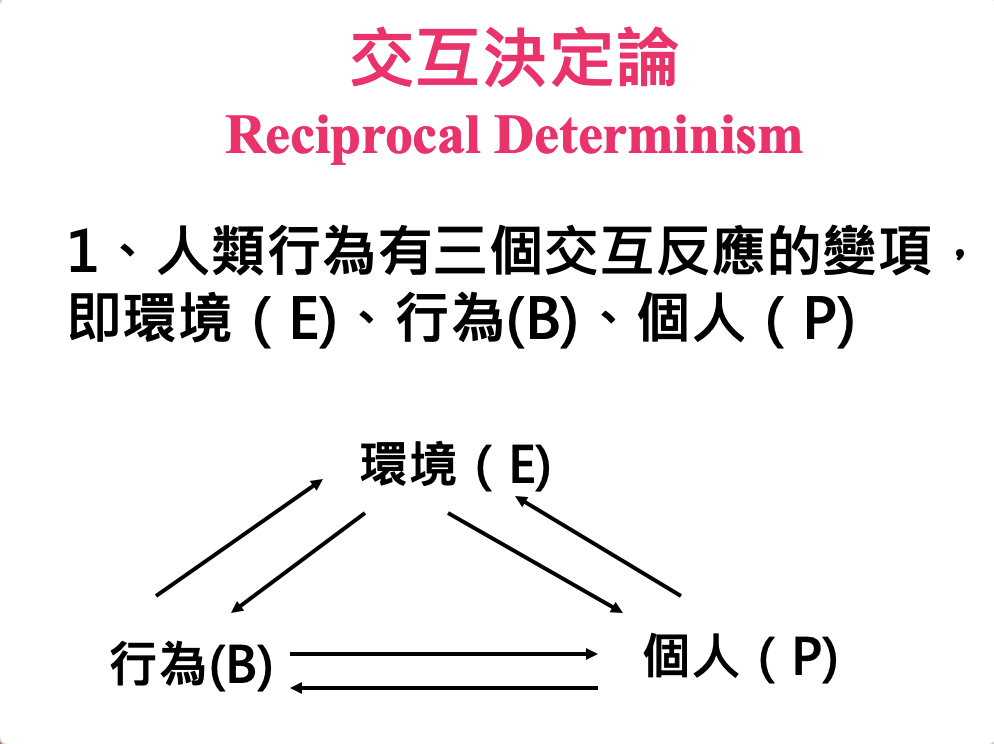 交互決定論
Reciprocal Determinism
1、人類行為有三個交互反應的變項，
即環境（E)、行為(B)、個人（P)
環境（E)
行為(B)
個人（P)